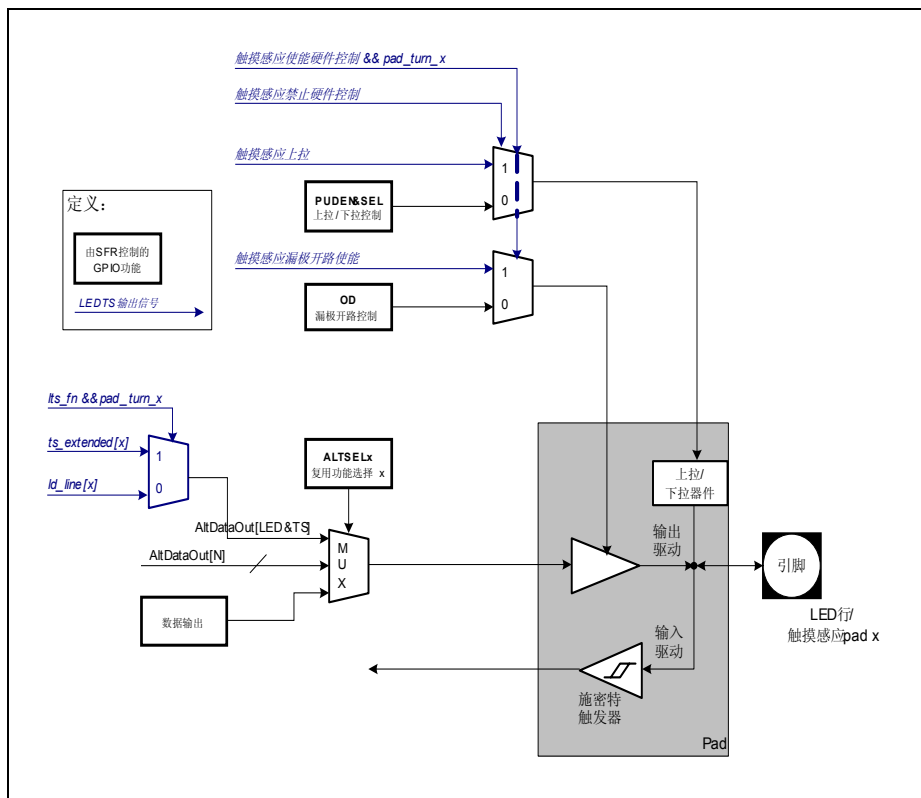 触摸感应使能硬件控制 && pad_turn_x
触摸感应禁止硬件控制
触摸感应上拉
1
0
PUDEN&SEL
上拉/下拉控制
定义：
由SFR控制的
GPIO功能
LEDTS输出信号
触摸感应漏极开路使能
1
0
OD
漏极开路控制
lts_fn && pad_turn_x
ts_extended[x]
ld_line[x]
1
0
ALTSELx
复用功能选择 x
AltDataOut[LED&TS]
AltDataOut[N]
M
U
X
数据输出
上拉/
下拉器件
输出
驱动
引脚
LED行/
触摸感应pad x
输入
驱动
施密特
触发器
Pad